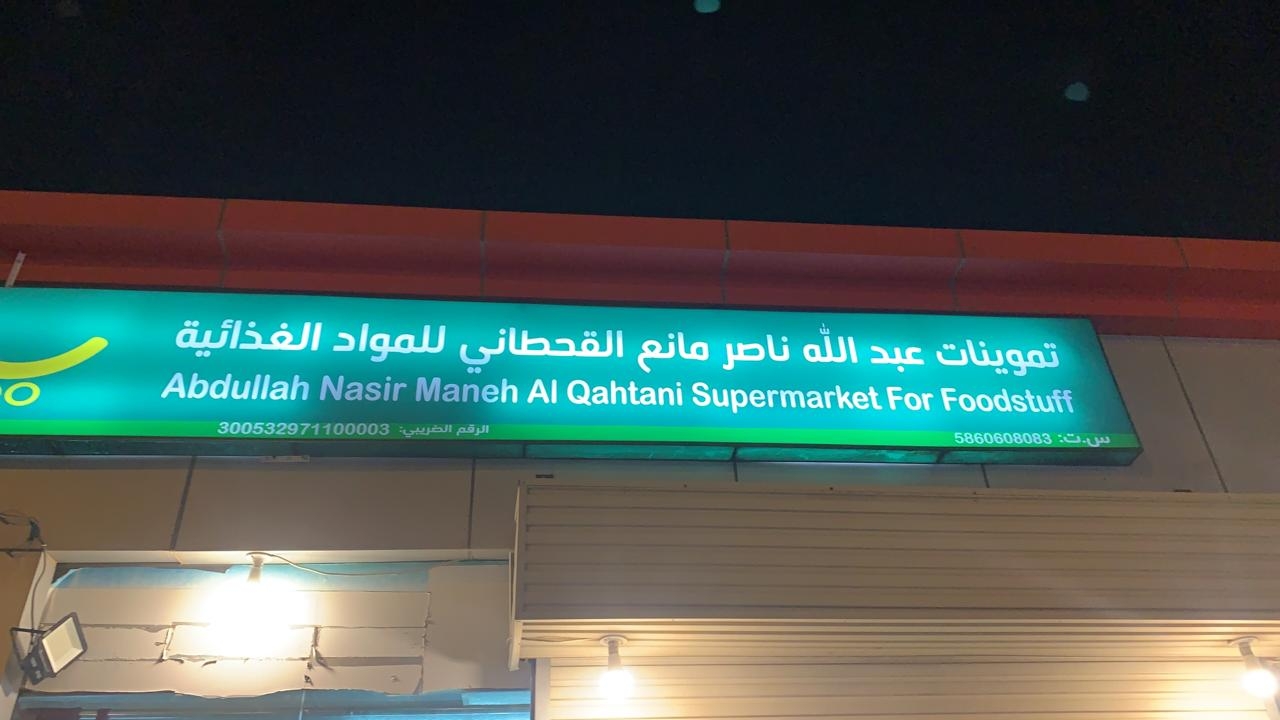 تموينات عبد الله ناصر مانع القحطاني للمواد الغذائية
Abdullah Nasir Maneh Al Qahtani Supermarket For Foodstuff
س.ت: 5860608083
الرقم الضريبي: 300532971100003